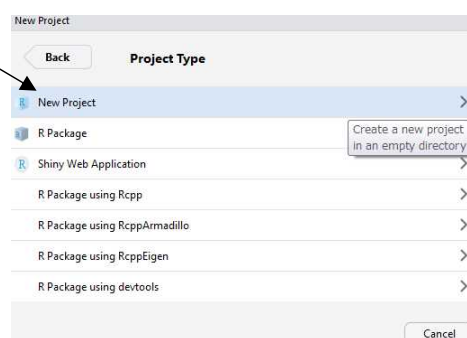 New Project
Back
Project Type
R New Project
R Package
Create a new project
in an empty directory
R Shiny Web Application
R Package using Rcpp
R Package using RcppArmadillo
R Package using RcppEigen
R Package using devtools
Cancel